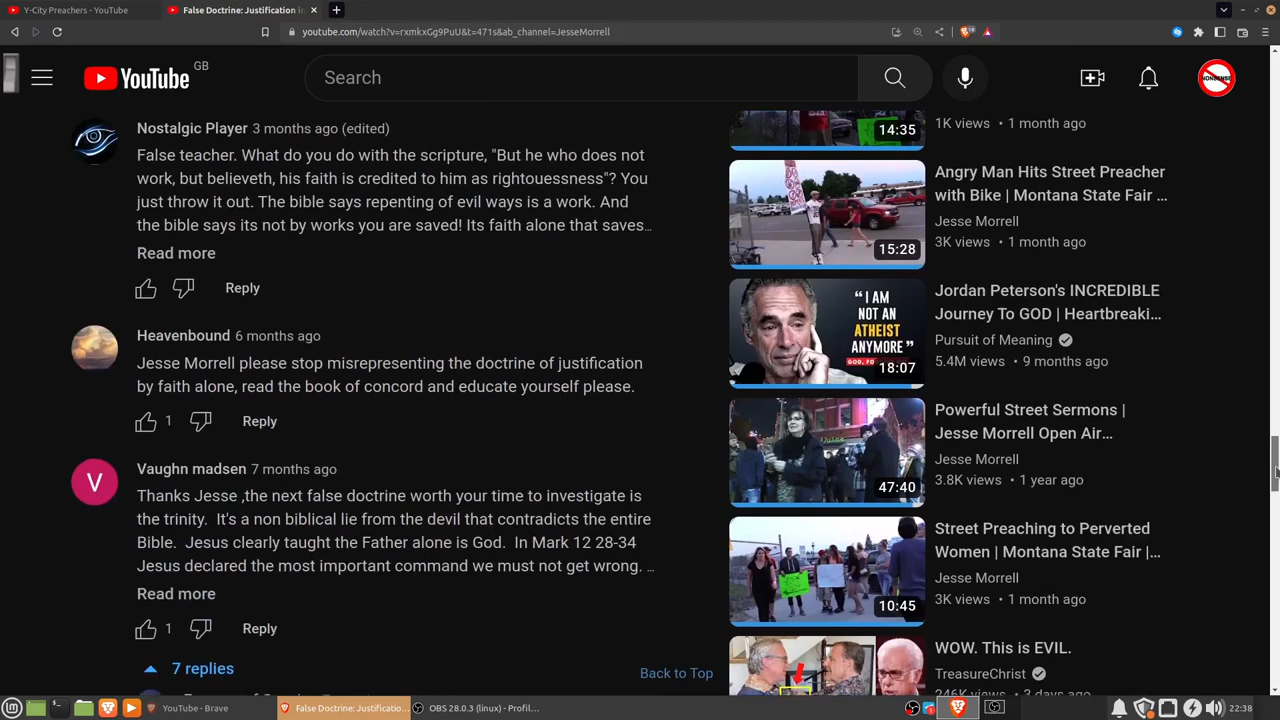 Y-City Preachers - YouTube
False Doctrine: Justification in
youtube.com/watch?v=rxmkxGg9PuU&t=471s&ab_channel=JesseMorrell
YouTube GB
Search
NONSENSE
Nostalgic Player 3 months ago (edited)
False teacher. What do you do with the scripture, "But he who does not
work, but believeth, his faith is credited to him as rightouessness"? You
just throw it out. The bible says repenting of evil ways is a work. And
the bible says its not by works you are saved! Its faith alone that saves…
Read more
Reply
Heavenbound 6 months ago
Jesse Morrell please stop misrepresenting the doctrine of justification
by faith alone, read the book of concord and educate yourself please.
1
Reply
Vaughn madsen 7 months ago
V
Thanks Jesse ,the next false doctrine worth your time to investigate is
the trinity. It's a non biblical lie from the devil that contradicts the entire
Bible. Jesus clearly taught the Father alone is God. In Mark 12 28-34
Jesus declared the most important command we must not get wrong. …
Read more
1
Reply
7 replies
Back to Top
14:35
1K views • 1 month ago
15:28
Angry Man Hits Street Preacher
with Bike | Montana State Fair …
Jesse Morrell
3K views • 1 month ago
"I AM
NOT AN
ATHEIST
ANYMORE"
18:07
Jordan Peterson's INCREDIBLE
Journey To GOD | Heartbreaki…
Pursuit of Meaning
5.4M views • 9 months ago
47:40
Powerful Street Sermons |
Jesse Morrell Open Air…
Jesse Morrell
3.8K views • 1 year ago
10:45
Street Preaching to Perverted
Women | Montana State Fair |…
Jesse Morrell
3K views • 1 month ago
WOW. This is EVIL.
TreasureChrist
246K views • 3 days ago
YouTube - Brave
False Doctrine: Justificatio…
OBS 28.0.3 (linux) - Profil…
22:38